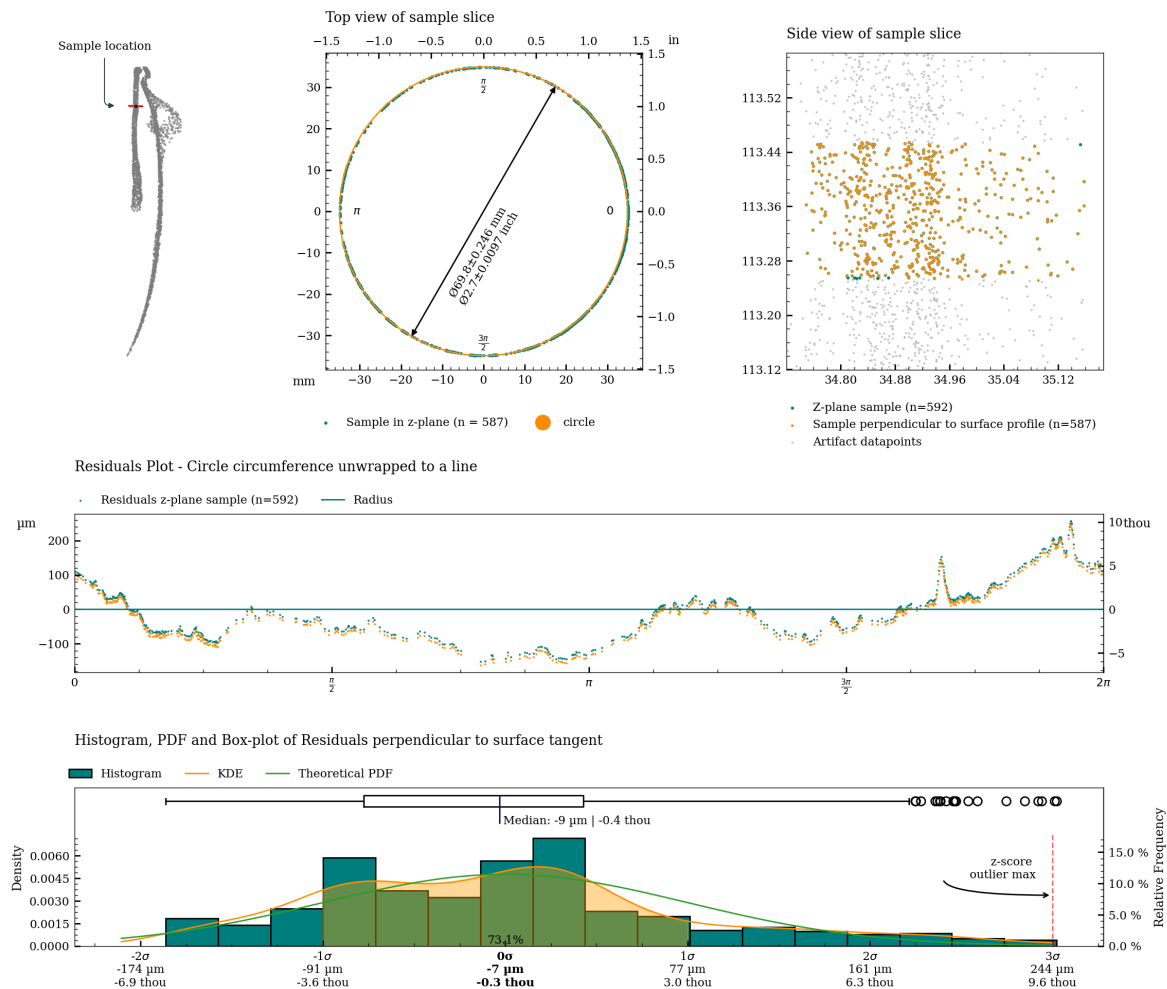 Sample location
Top view of sample slice
−1.5 −1.0 −0.5 0.0 0.5 1.0 1.5 in
30
20
10
0
−10
−20
−30
mm
−30 −20 −10 0 10 20 30
1.5
1.0
0.5
0.0
−0.5
−1.0
−1.5
π/2
π
0
3π/2
Ø69.8±0.246 mm
Ø2.7±0.0097 inch
Sample in z-plane (n = 587)
circle
Side view of sample slice
113.52
113.44
113.36
113.28
113.20
113.12
34.80 34.88 34.96 35.04 35.12
Z-plane sample (n=592)
Sample perpendicular to surface profile (n=587)
Artifact datapoints
Residuals Plot - Circle circumference unwrapped to a line
Residuals z-plane sample (n=592)
Radius
µm
200
100
0
−100
10thou
5
0
−5
0 π/2 π 3π/2 2π
Histogram, PDF and Box-plot of Residuals perpendicular to surface tangent
Histogram
KDE
Theoretical PDF
Median: -9 µm | -0.4 thou
Density
0.0060
0.0045
0.0030
0.0015
0.0000
z-score
outlier max
73.1%
15.0 %
10.0 %
5.0 %
0.0 %
Relative Frequency
-2σ -1σ 0σ 1σ 2σ 3σ
-174 µm -91 µm -7 µm 77 µm 161 µm 244 µm
-6.9 thou -3.6 thou -0.3 thou 3.0 thou 6.3 thou 9.6 thou